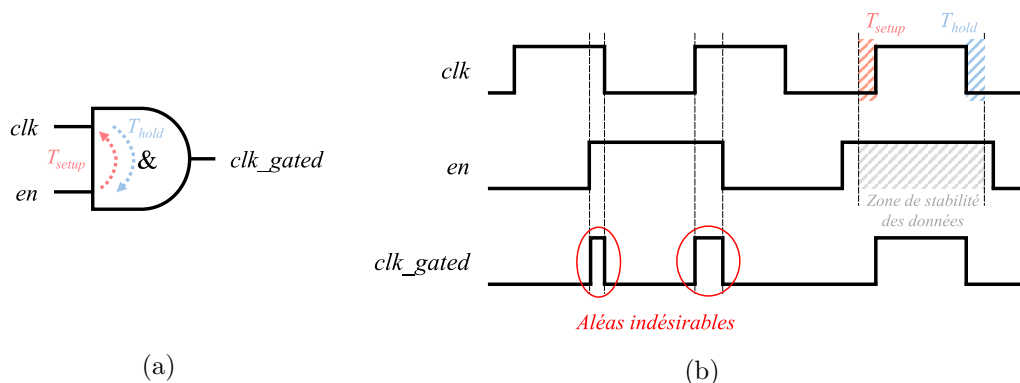 clk
T_hold
T_setup
&
en
clk_gated
(a)
T_setup
T_hold
clk
en
Zone de stabilité
des données
clk_gated
Aléas indésirables
(b)